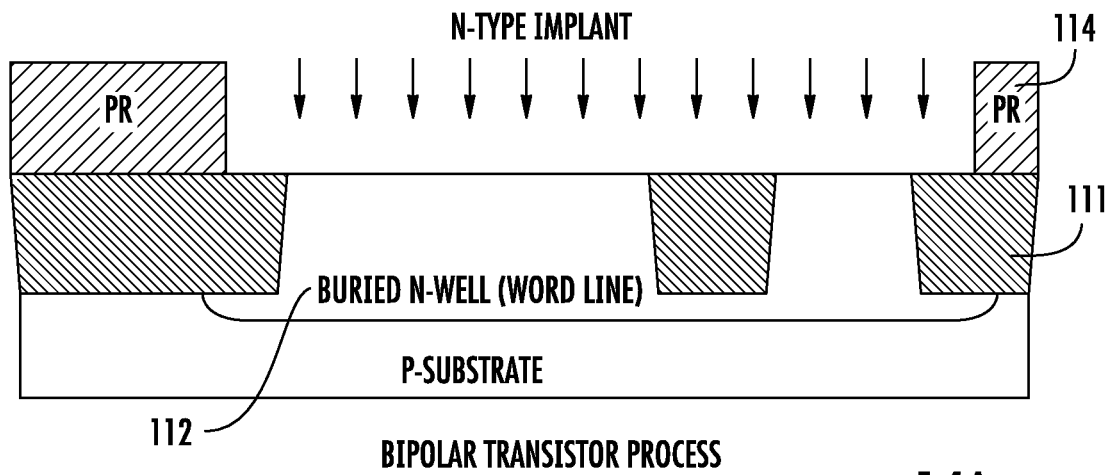 N-TYPE IMPLANT
114
PR
PR
111
BURIED N-WELL (WORD LINE)
P-SUBSTRATE
112
BIPOLAR TRANSISTOR PROCESS